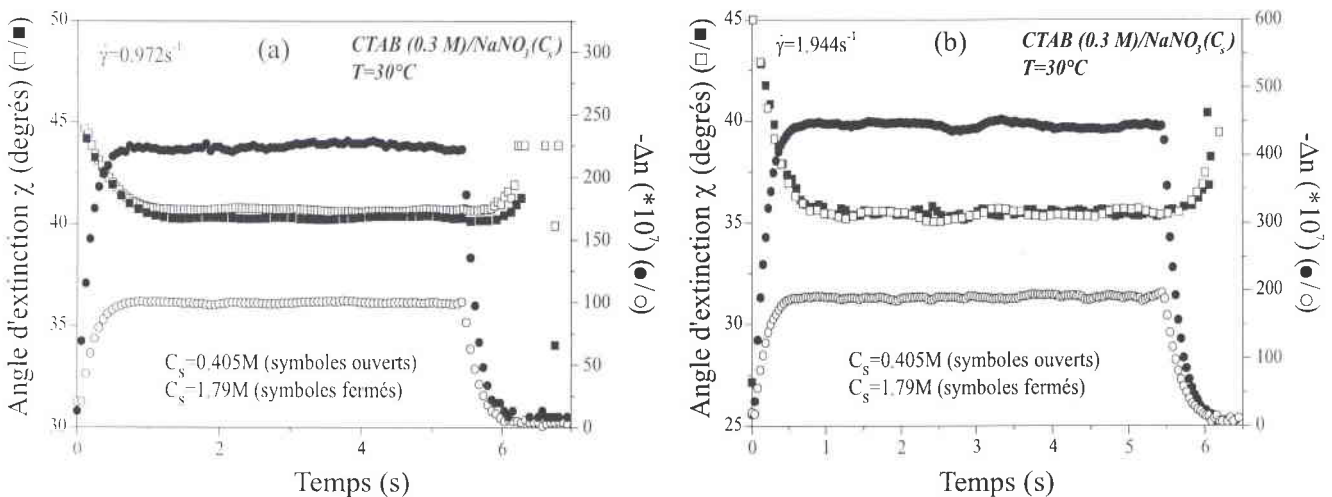 50
45
40
35
30
0
2
4
6
300
250
200
150
100
50
0
Angle d'extinction χ (degrés) (□/■)
-Δn (*10⁷) (●/○)
Temps (s)
γ̇=0.972s⁻¹
(a)
CTAB (0.3 M)/NaNO₃(Cₛ)
T=30°C
Cₛ=0.405M (symboles ouverts)
Cₛ=1.79M (symboles fermés)
45
40
35
30
25
0
1
2
3
4
5
6
600
500
400
300
200
100
0
Angle d'extinction χ (degrés) (□/■)
-Δn (*10⁷) (●/○)
Temps (s)
γ̇=1.944s⁻¹
(b)
CTAB (0.3 M)/NaNO₃(Cₛ)
T=30°C
Cₛ=0.405M (symboles ouverts)
Cₛ=1.79M (symboles fermés)